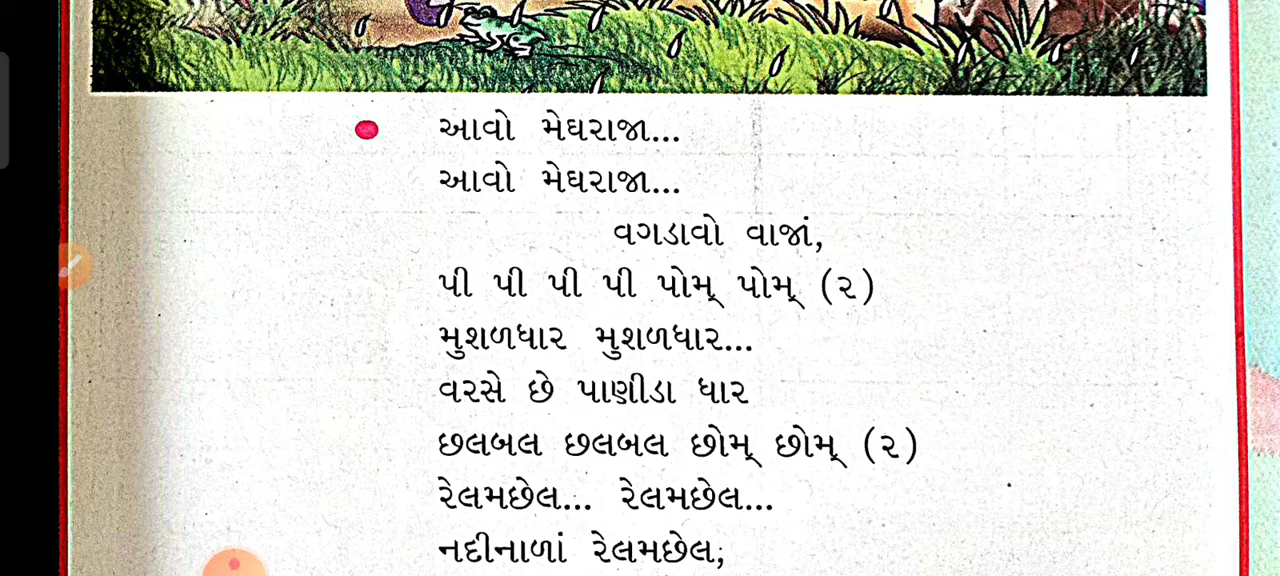 આવો મેઘરાજા...
આવો મેઘરાજા...
વગડાવો વાજાં,
પી પી પી પી પોમ્ પોમ્ (૨)
મુશળધાર મુશળધાર...
વરસે છે પાણીડા ધાર
છલબલ છલબલ છોમ્ છોમ્ (૨)
રેલમછેલ... રેલમછેલ...
નદીનાળાં રેલમછેલ;